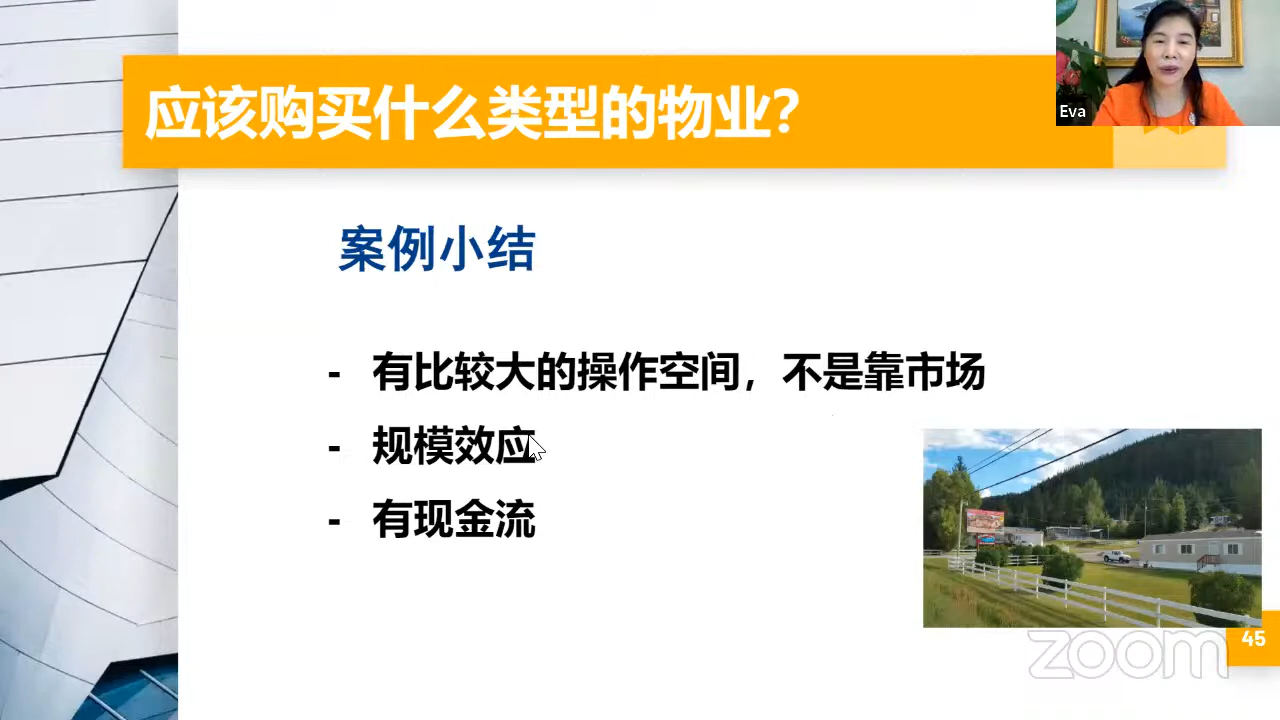 应该购买什么类型的物业?
Eva
案例小结
- 有比较大的操作空间，不是靠市场
- 规模效应
- 有现金流
zoom
45